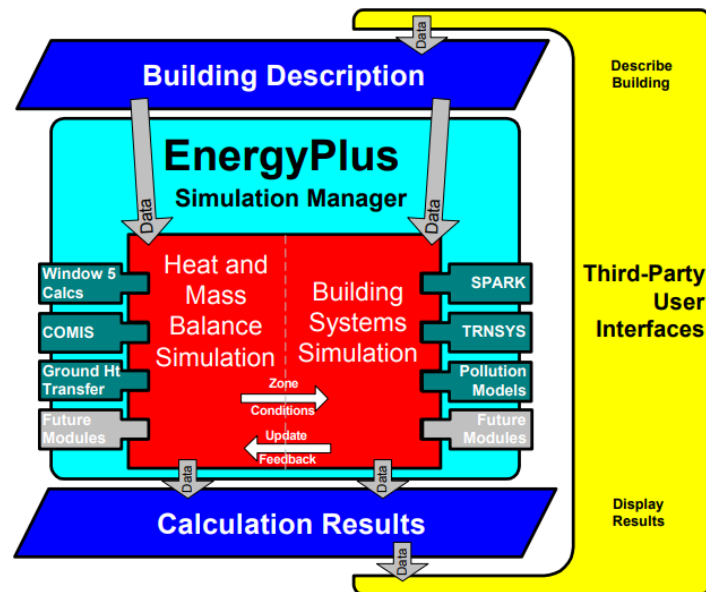 Data
Building Description
Describe
Building
EnergyPlus
Simulation Manager
Data
Data
Window 5
Calcs
COMIS
Ground Ht
Transfer
Future
Modules
Heat and
Mass
Balance
Simulation
Building
Systems
Simulation
Zone
Conditions
Update
Feedback
SPARK
TRNSYS
Pollution
Models
Future
Modules
Third-Party
User
Interfaces
Data
Data
Calculation Results
Display
Results
Data